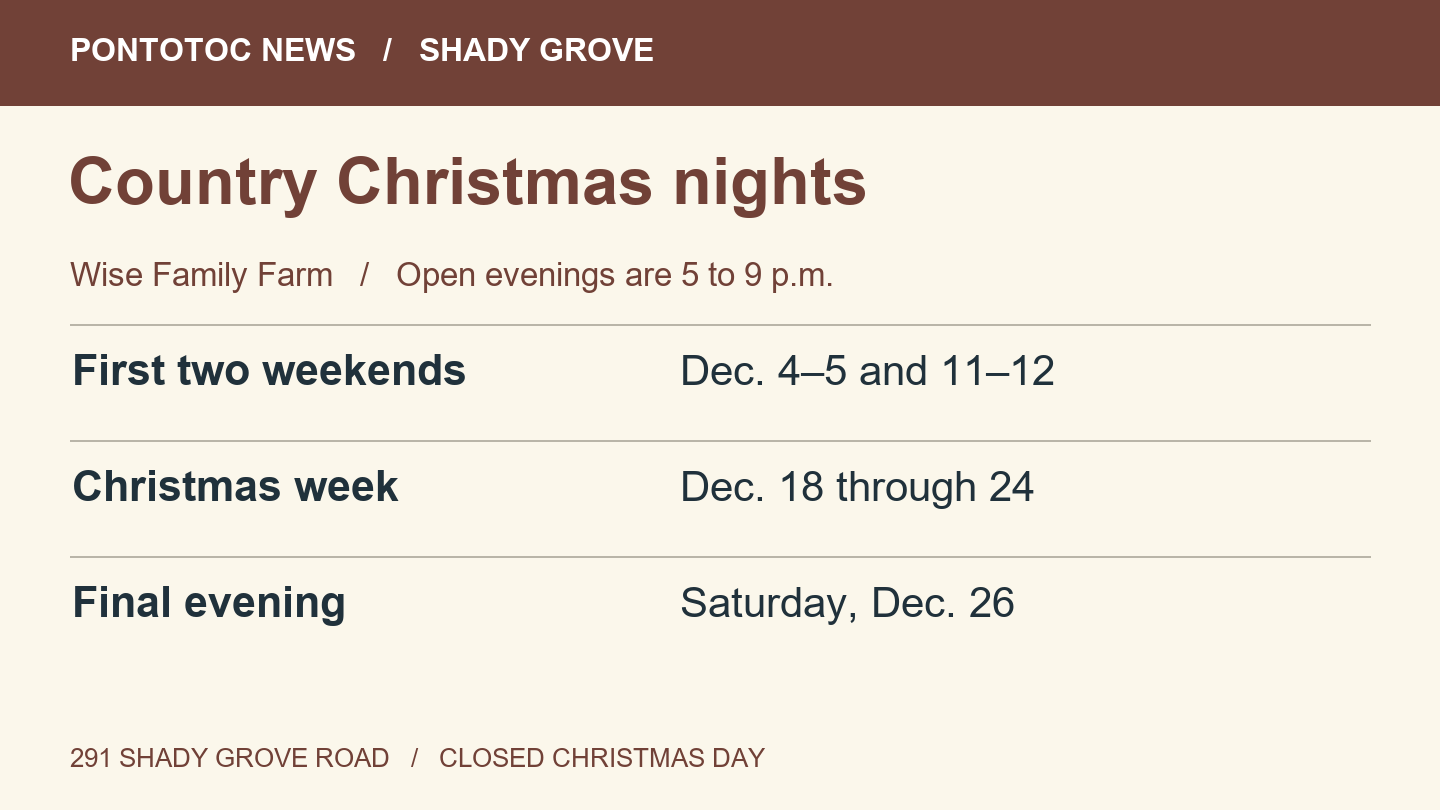 PONTOTOC NEWS / SHADY GROVE
Country Christmas nights
Wise Family Farm / Open evenings are 5 to 9 p.m.
First two weekends Dec. 4–5 and 11–12
Christmas week Dec. 18 through 24
Final evening Saturday, Dec. 26
291 SHADY GROVE ROAD / CLOSED CHRISTMAS DAY